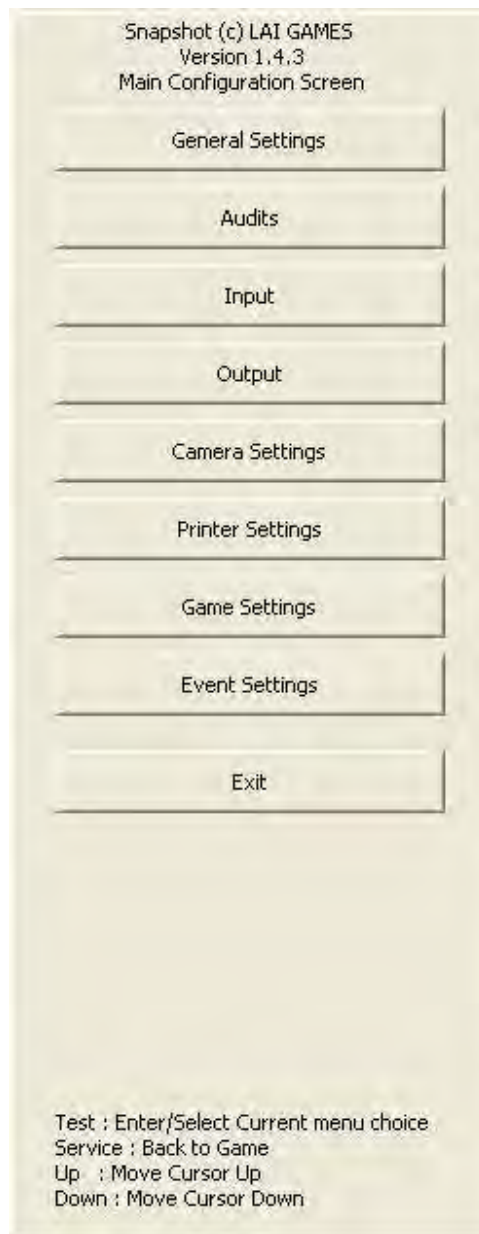 Snapshot (c) LAI GAMES
Version 1.4.3
Main Configuration Screen
General Settings
Audits
Input
Output
Camera Settings
Printer Settings
Game Settings
Event Settings
Exit
Test : Enter/Select Current menu choice
Service : Back to Game
Up : Move Cursor Up
Down : Move Cursor Down